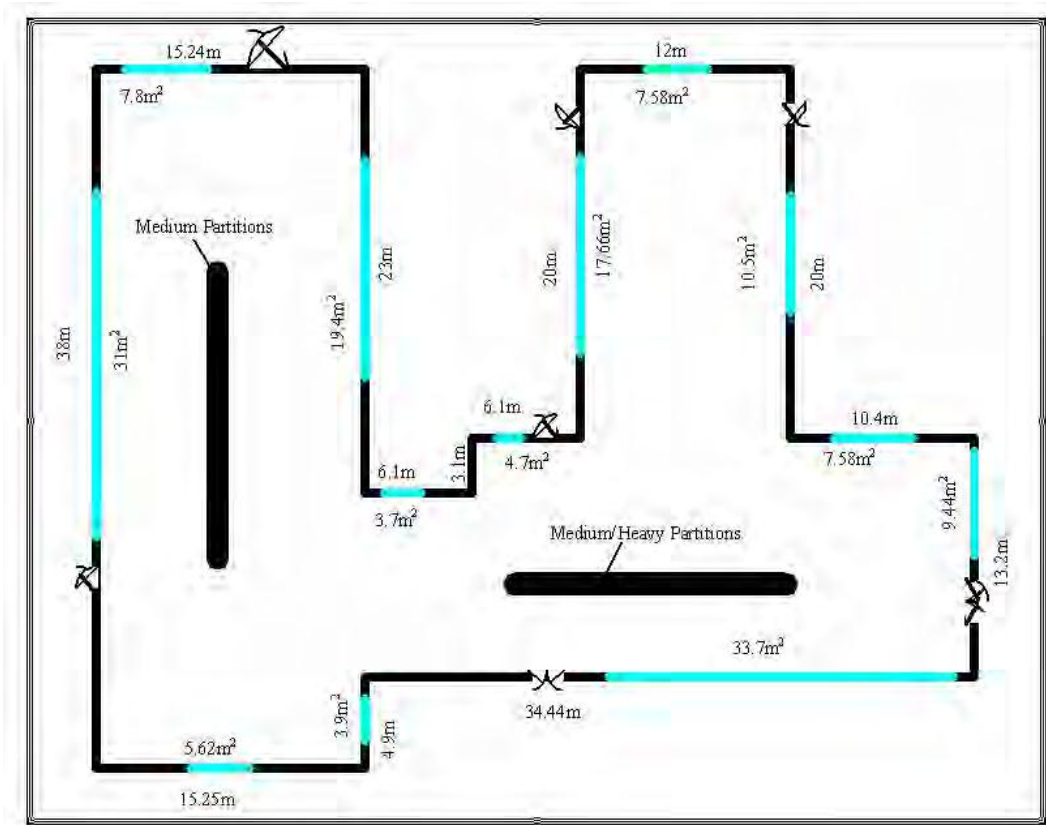 15.24m
12m
7.8m²
7.58m²
Medium Partitions
38m
31m²
19.4m²
23m
20m
17.66m²
10.5m²
20m
6.1m
10.4m
6.1m
3.1m
4.7m²
7.58m²
3.7m²
9.44m²
13.2m
Medium/Heavy Partitions
33.7m²
34.44m
3.9m²
4.9m
5.62m²
15.25m